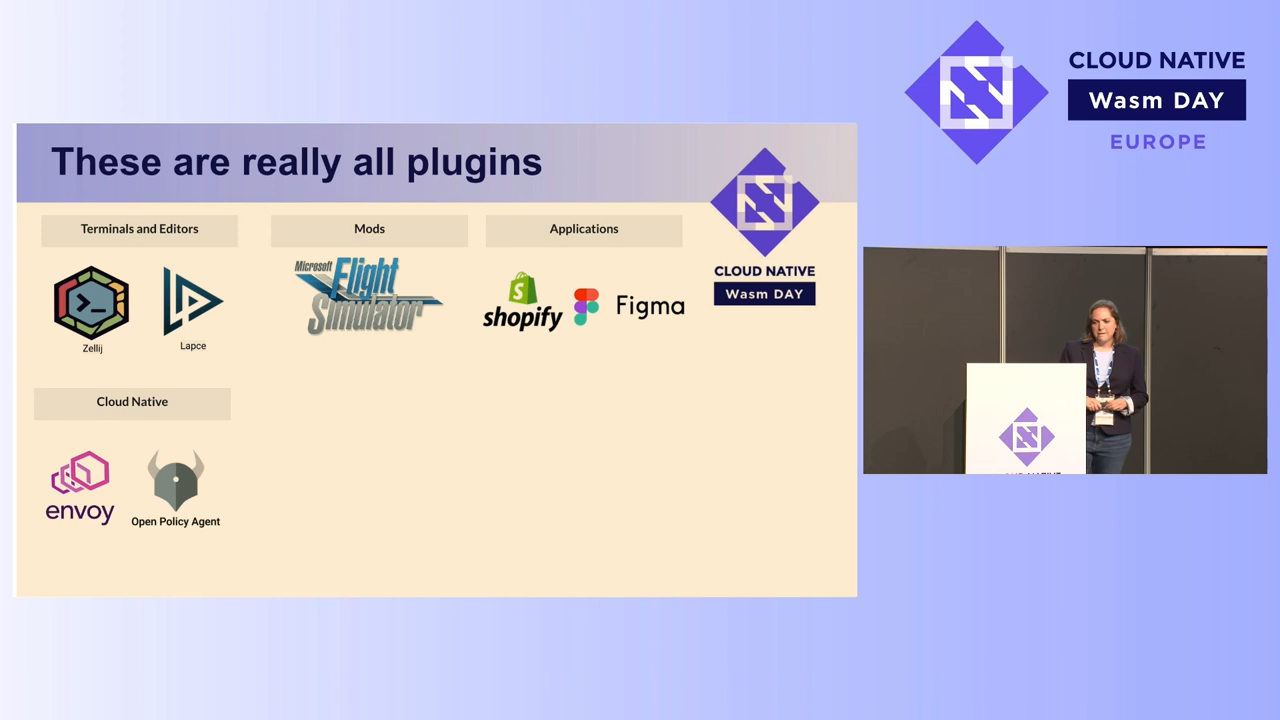 CLOUD NATIVE
Wasm DAY
EUROPE
These are really all plugins
Terminals and Editors
Mods
Applications
Microsoft
Flight
Simulator
shopify
Figma
Zellij
Lapce
CLOUD NATIVE
Wasm DAY
Cloud Native
envoy
Open Policy Agent